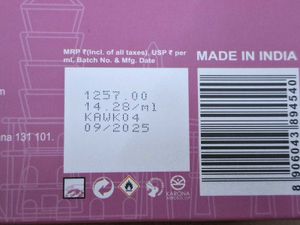 MRP ₹(incl. of all taxes), USP ₹ per
ml, Batch No. & Mfg. Date
MADE IN INDIA
1257.00
14.28/ml
KAWK04
09/2025
m
na 131 101.
KARONA
8 906043 894540